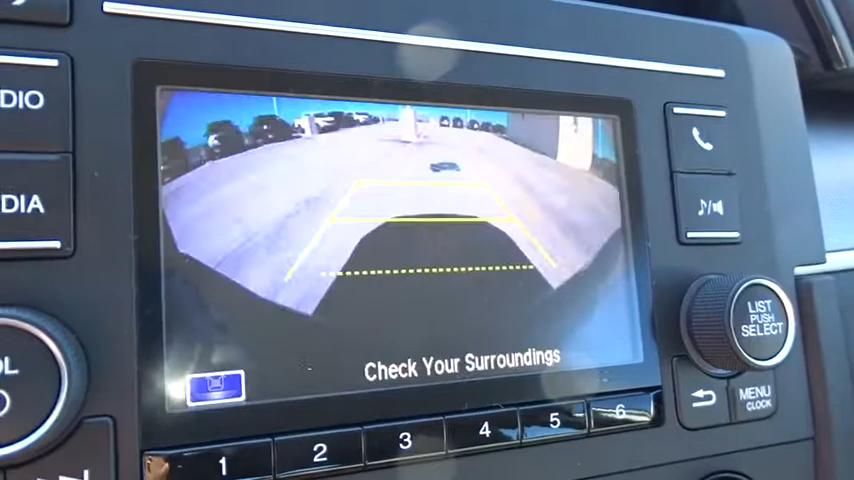 DIO
DIA
OL
Check Your Surroundings
1
2
3
4
5
6
LIST
PUSH
SELECT
MENU
CLOCK